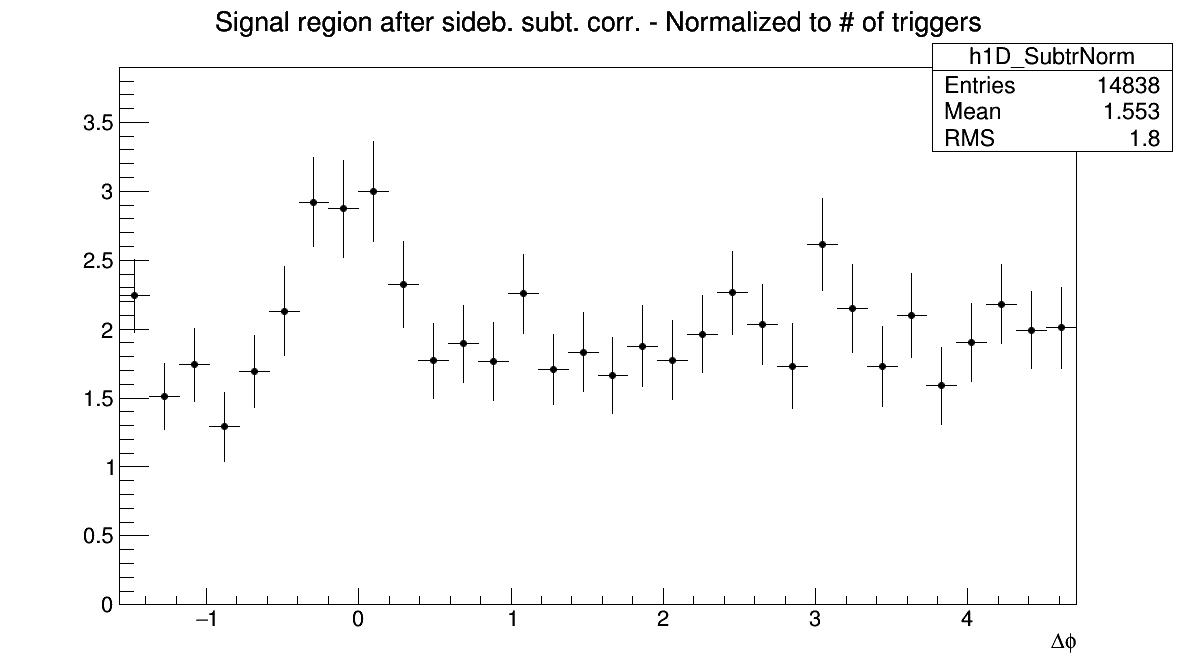 Signal region after sideb. subt. corr. - Normalized to # of triggers
h1D_SubtrNorm
Entries 14838
Mean 1.553
RMS 1.8
3.5
3
2.5
2
1.5
1
0.5
0
−1 0 1 2 3 4
Δϕ